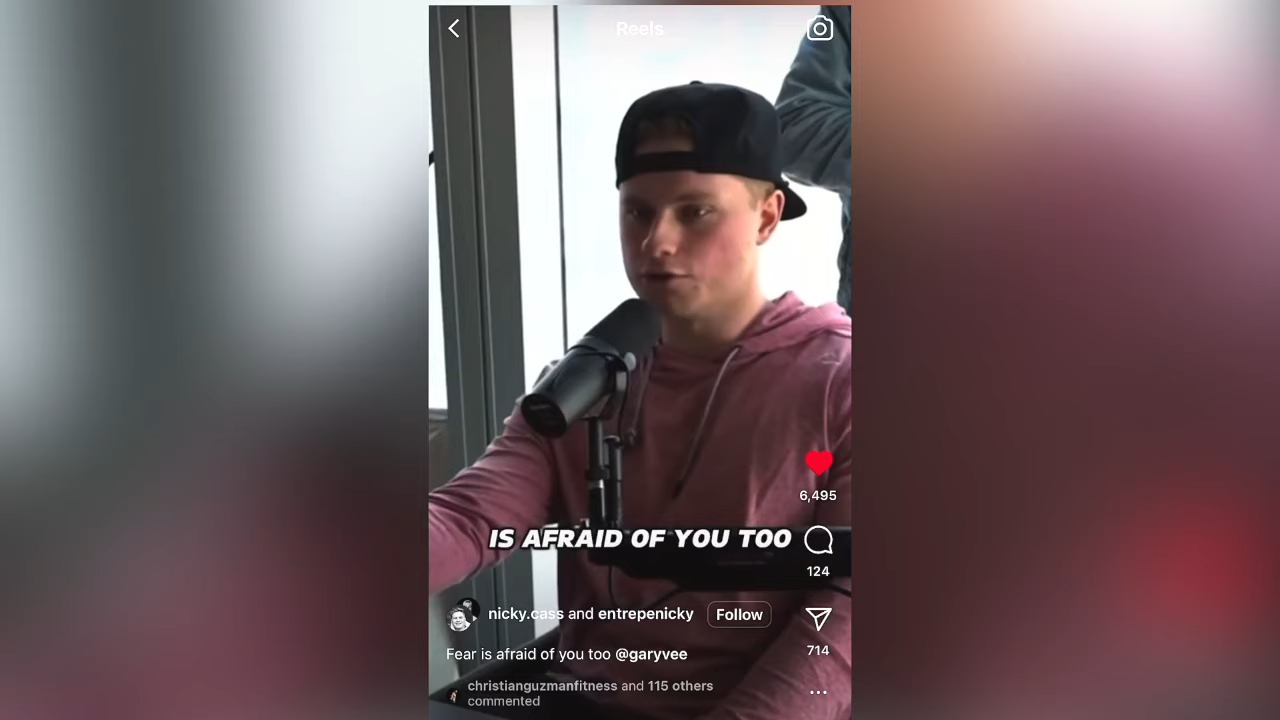 Reels
6,495
IS AFRAID OF YOU TOO
124
nicky.cass and entrepenicky Follow
Fear is afraid of you too @garyvee
714
christianguzmanfitness and 115 others
commented